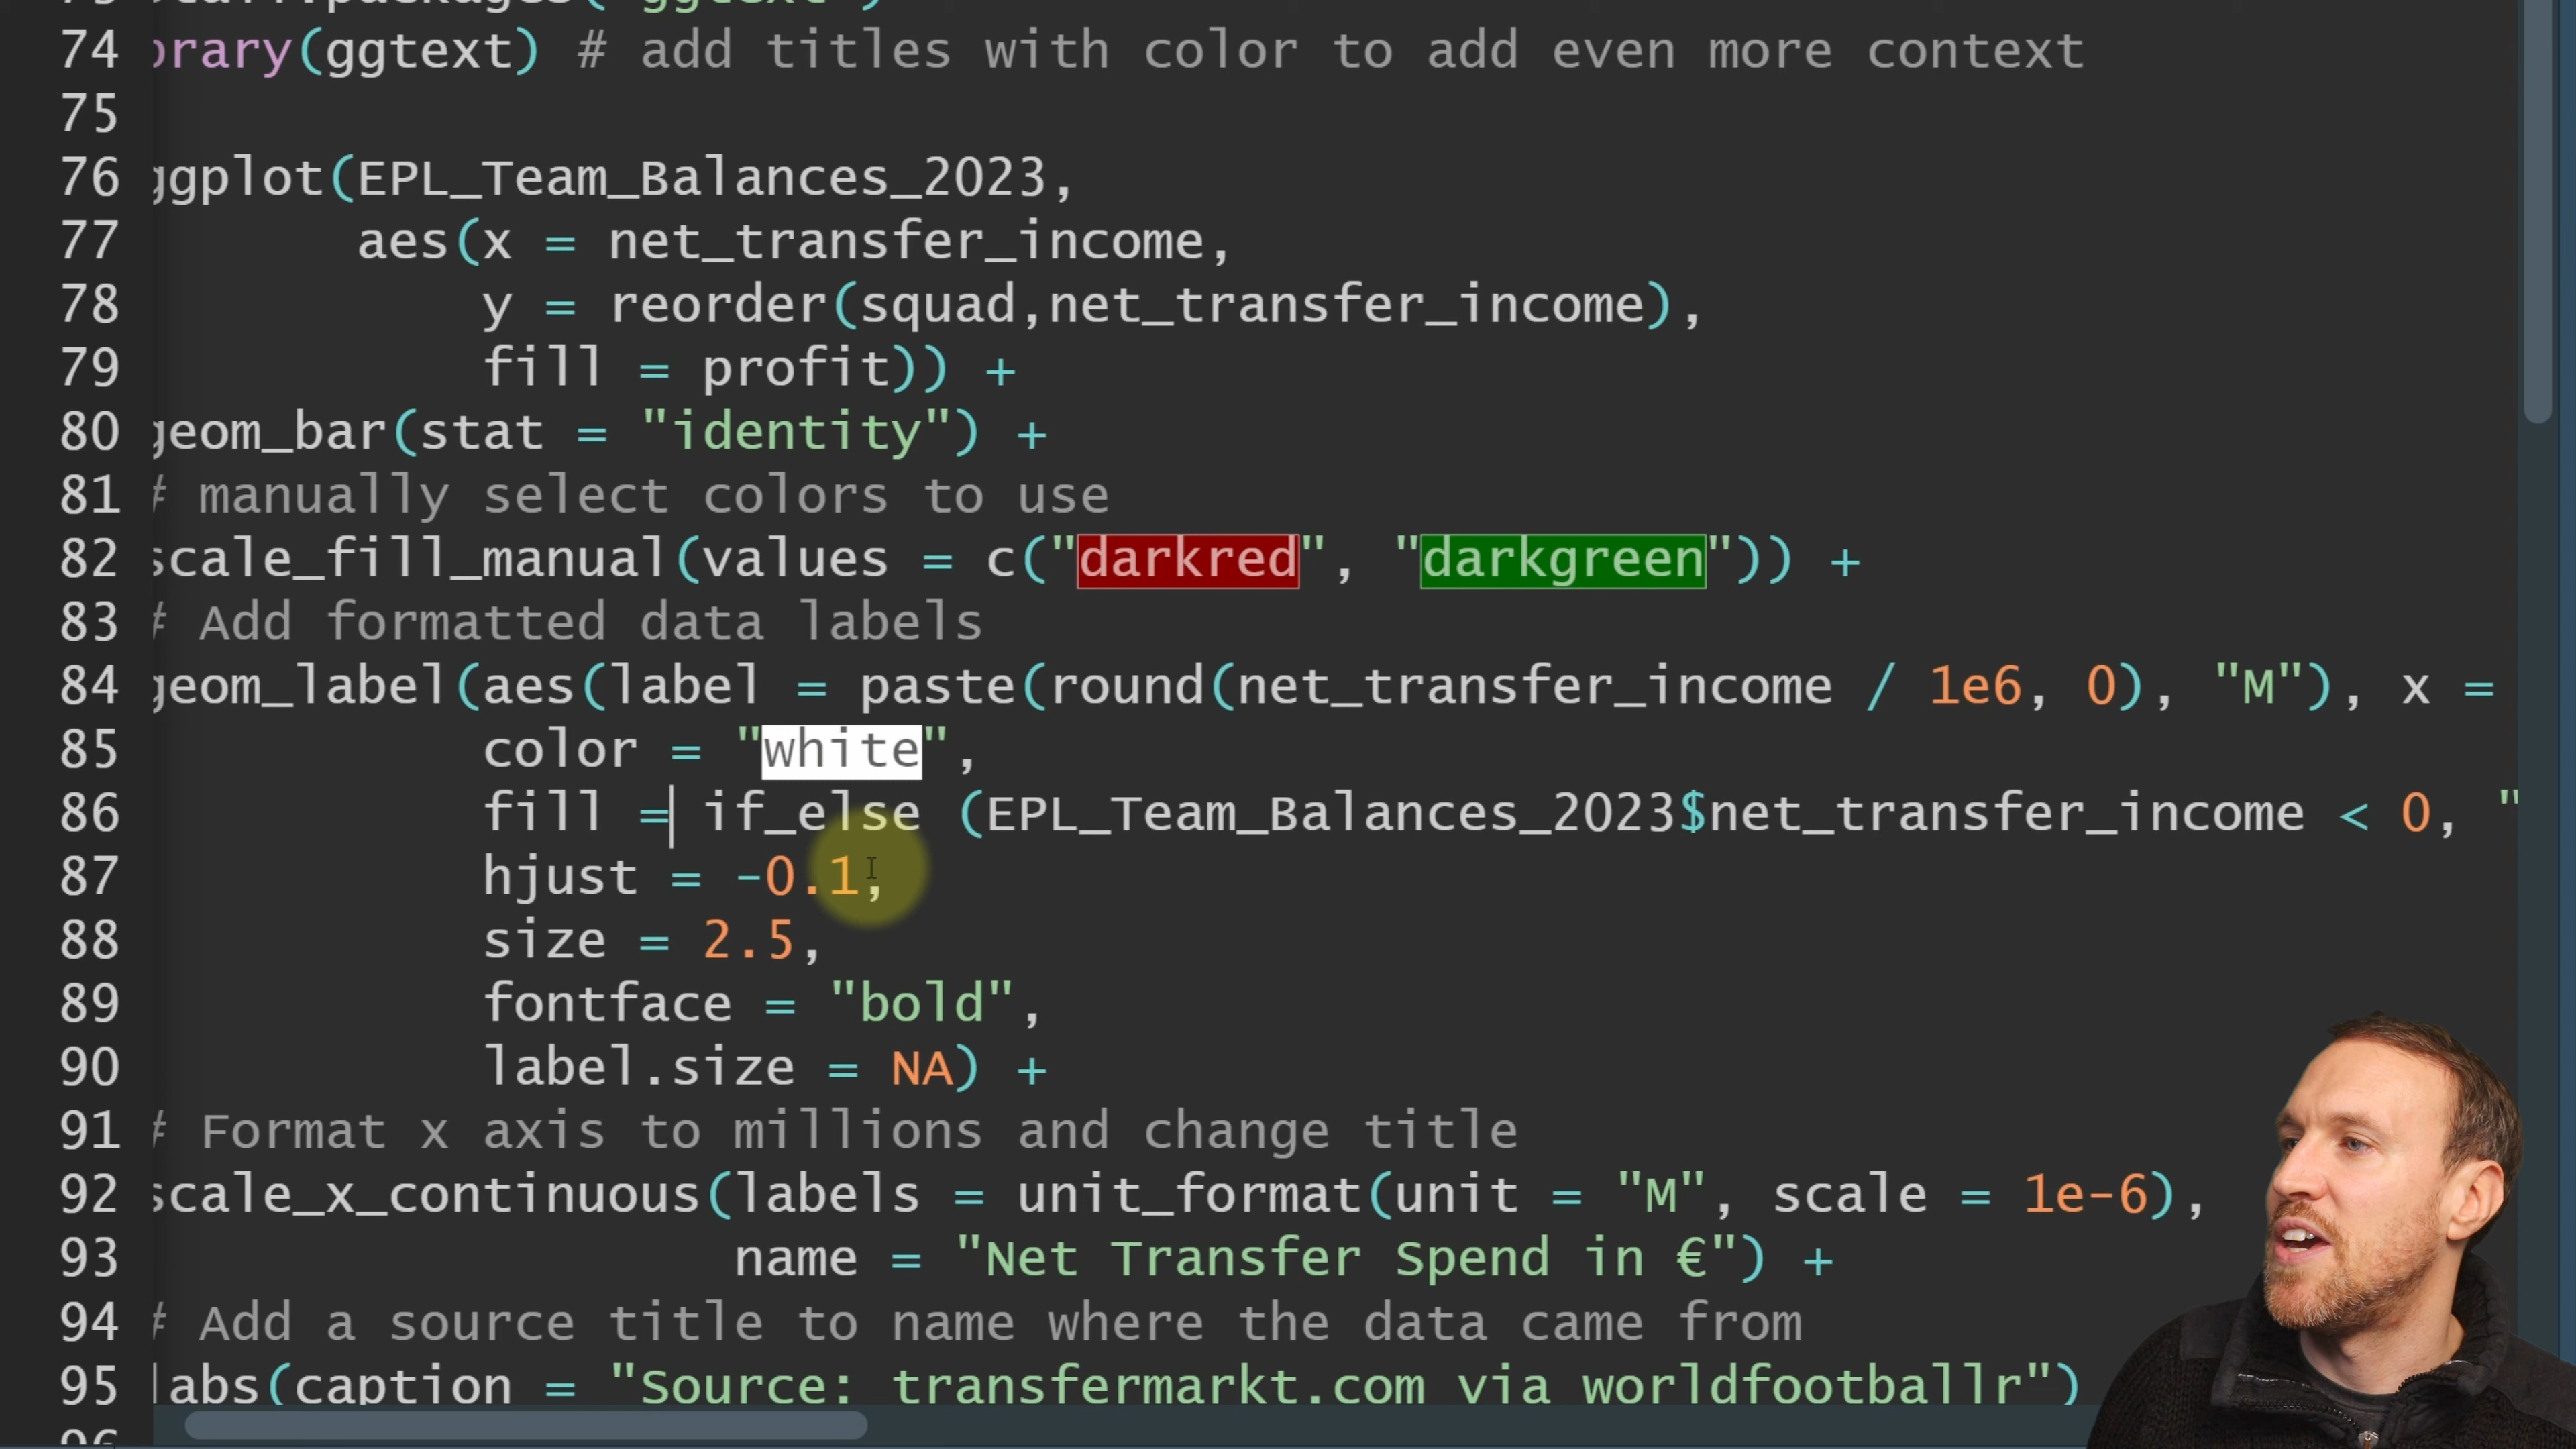 74 brary(ggtext) # add titles with color to add even more context
75
76 ggplot(EPL_Team_Balances_2023,
77 aes(x = net_transfer_income,
78 y = reorder(squad,net_transfer_income),
79 fill = profit)) +
80 geom_bar(stat = "identity") +
81 # manually select colors to use
82 scale_fill_manual(values = c("darkred", "darkgreen")) +
83 # Add formatted data labels
84 geom_label(aes(label = paste(round(net_transfer_income / 1e6, 0), "M"), x =
85 color = "white",
86 fill = if_else (EPL_Team_Balances_2023$net_transfer_income < 0, "
87 hjust = -0.1,
88 size = 2.5,
89 fontface = "bold",
90 label.size = NA) +
91 # Format x axis to millions and change title
92 scale_x_continuous(labels = unit_format(unit = "M", scale = 1e-6),
93 name = "Net Transfer Spend in €") +
94 # Add a source title to name where the data came from
95 labs(caption = "Source: transfermarkt.com via worldfootballr")